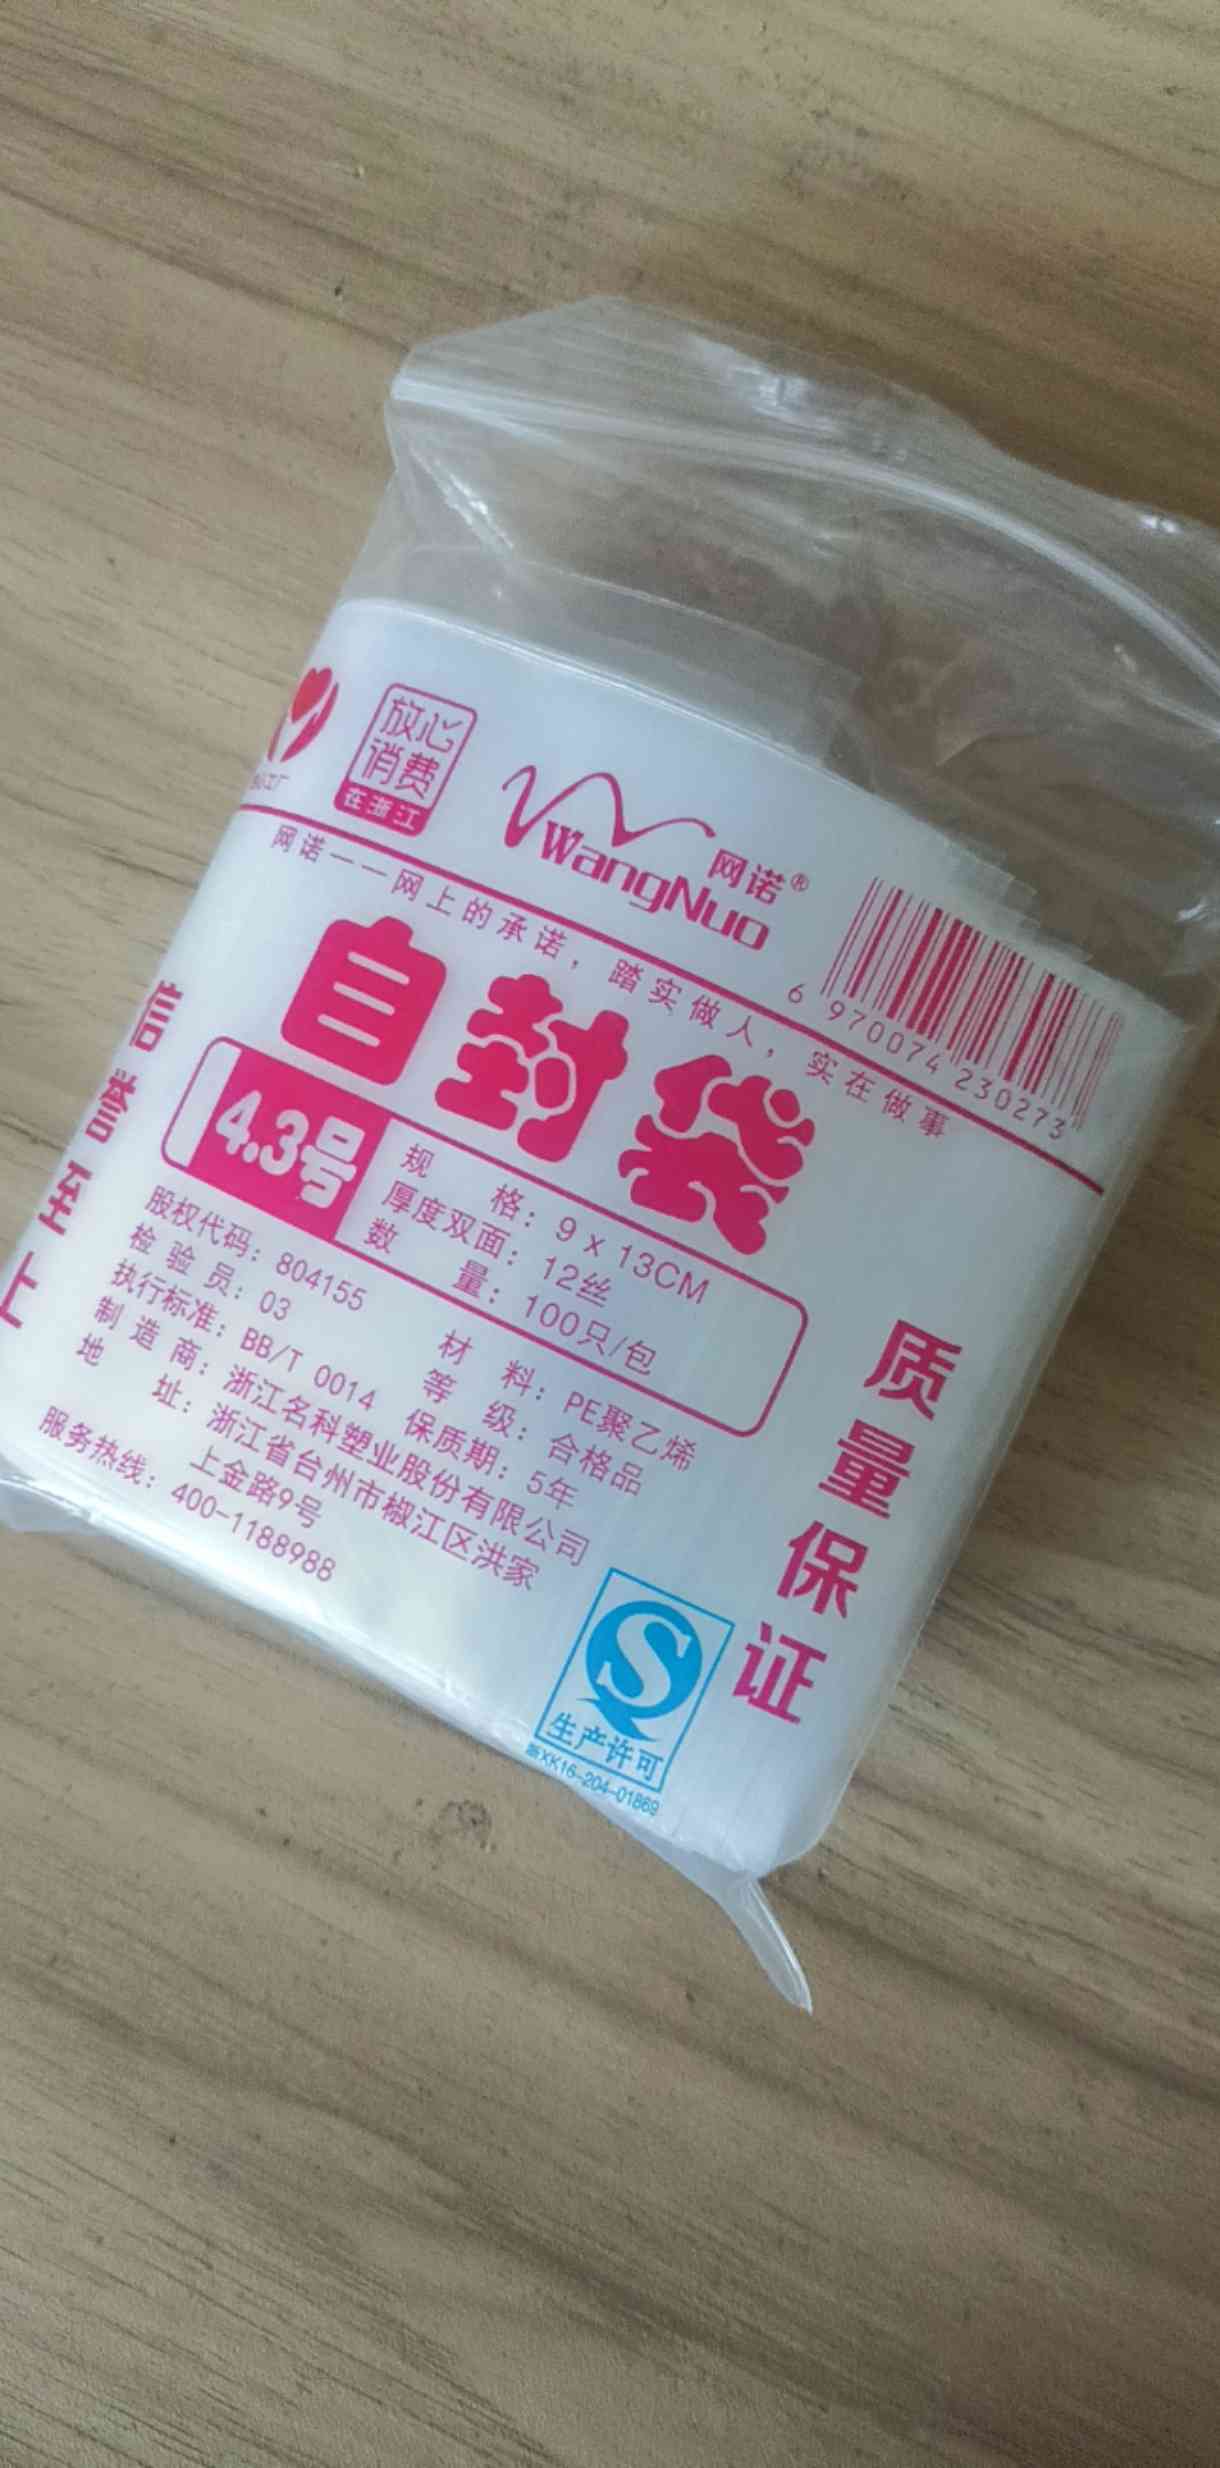 放心
消费
在浙江
WangNuo
网诺®
6 970074 230273
网诺——网上的承诺，踏实做人，实在做事
自封袋
4.3号
规格：9 x 13CM
厚度双面：12丝
数量：100只/包
股权代码：804155
材料：PE聚乙烯
检验员：03
等级：合格品
执行标准：BB/T 0014
保质期：5年
制造商：浙江名科塑业股份有限公司
地址：浙江省台州市椒江区洪家
上金路9号
服务热线：400-1188988
信誉至上
质量保证
S
生产许可
浙XK16-204-01869